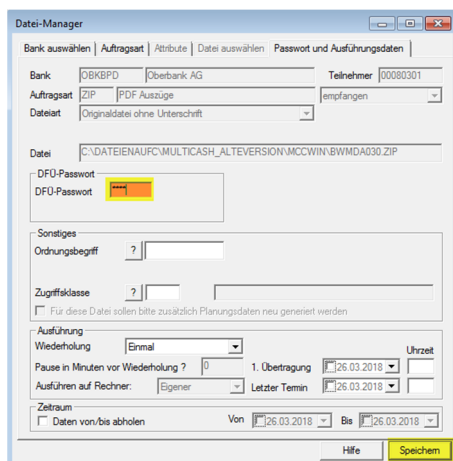 Datei-Manager
Bank auswählen Auftragsart Attribute Datei auswählen Passwort und Ausführungsdaten
Bank OBKBPD Oberbank AG Teilnehmer 00080301
Auftragsart ZIP PDF Auszüge empfangen
Dateiart Originaldatei ohne Unterschrift
Datei C:\DATEIENAUFC\MULTICASH_ALTEVERSION\MCCWIN\BWMDA030.ZIP
DFÜ-Passwort
DFÜ-Passwort ****
Sonstiges
Ordnungsbegriff ?
Zugriffsklasse ?
Für diese Datei sollen bitte zusätzlich Planungsdaten neu generiert werden
Ausführung
Wiederholung Einmal Uhrzeit
Pause in Minuten vor Wiederholung ? 0 1. Übertragung 26.03.2018
Ausführen auf Rechner: Eigener Letzter Termin 26.03.2018
Zeitraum
Daten von/bis abholen Von 26.03.2018 Bis 26.03.2018
Hilfe Speichern